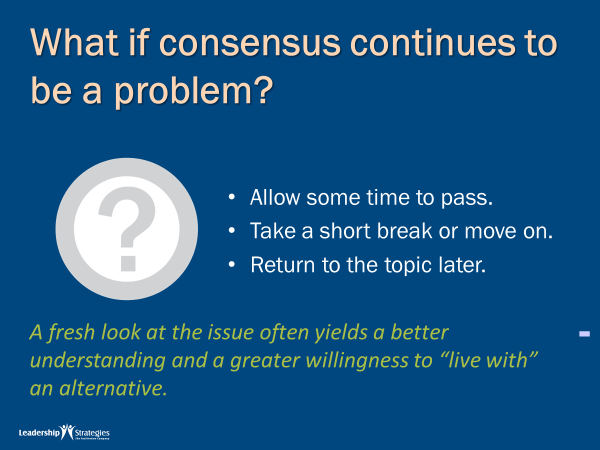 What if consensus continues to
be a problem?
?
• Allow some time to pass.
• Take a short break or move on.
• Return to the topic later.
A fresh look at the issue often yields a better
understanding and a greater willingness to “live with”
an alternative.
Leadership Strategies
The Facilitation Company